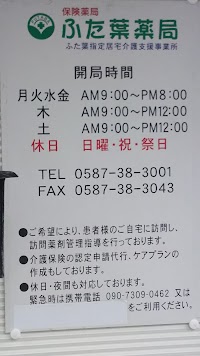 保険薬局
ふた葉薬局
ふた葉指定居宅介護支援事業所
開局時間
月火水金 AM9:00～PM8:00
木 AM9:00～PM12:00
土 AM9:00～PM12:00
休日 日曜・祝・祭日
TEL 0587-38-3001
FAX 0587-38-3043
●ご希望により、患者様のご自宅に訪問し、
訪問薬剤管理指導を行っております。
●介護保険の認定申請代行、ケアプランの
作成もしております。
●休日・夜間も対応しております。
緊急時は携帯電話 090-7309-0462 又は
をご利用ください。